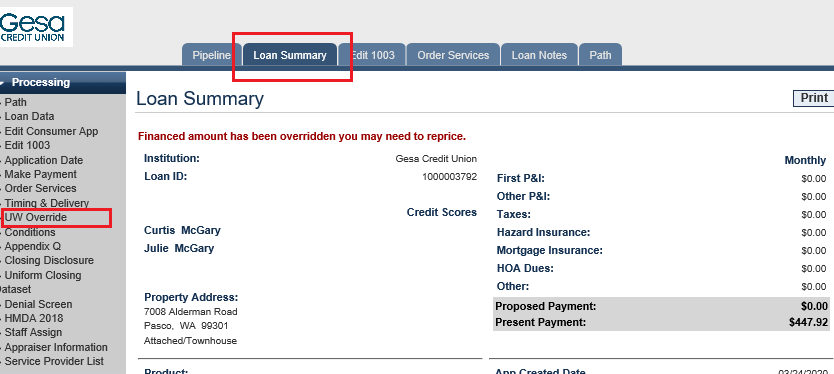 Gesa
CREDIT UNION
Pipeline
Loan Summary
Edit 1003
Order Services
Loan Notes
Path
Processing
Path
Loan Data
Edit Consumer App
Edit 1003
Application Date
Make Payment
Order Services
Timing & Delivery
UW Override
Conditions
Appendix Q
Closing Disclosure
Uniform Closing
ataset
Denial Screen
HMDA 2018
Staff Assign
Appraiser Information
Service Provider List
Loan Summary
Print
Financed amount has been overridden you may need to reprice.
Institution: Gesa Credit Union
Loan ID: 1000003792
Credit Scores
Curtis McGary
Julie McGary
Property Address:
7008 Alderman Road
Pasco, WA 99301
Attached/Townhouse
Monthly
First P&I: $0.00
Other P&I: $0.00
Taxes: $0.00
Hazard Insurance: $0.00
Mortgage Insurance: $0.00
HOA Dues: $0.00
Other: $0.00
Proposed Payment: $0.00
Present Payment: $447.92
Product:
App Created Date 03/24/2020